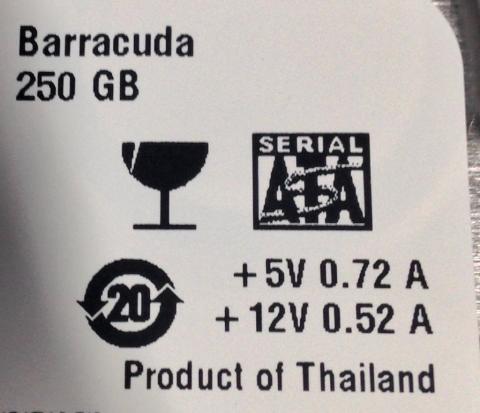 Barracuda
250 GB
SERIAL
ATA
20
+5V 0.72 A
+12V 0.52 A
Product of Thailand